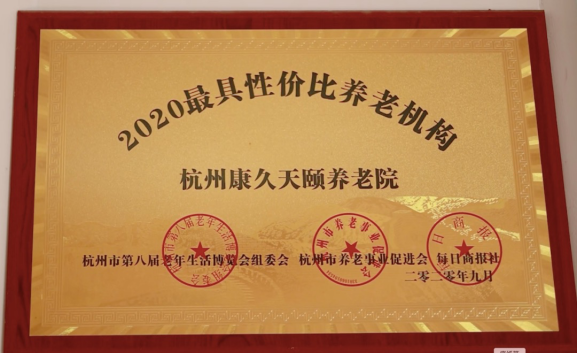 2020最具性价比养老机构
杭州康久天颐养老院
杭州市第八届老年生活博览会组委会 杭州市养老事业促进会 每日商报社
二零二零年九月